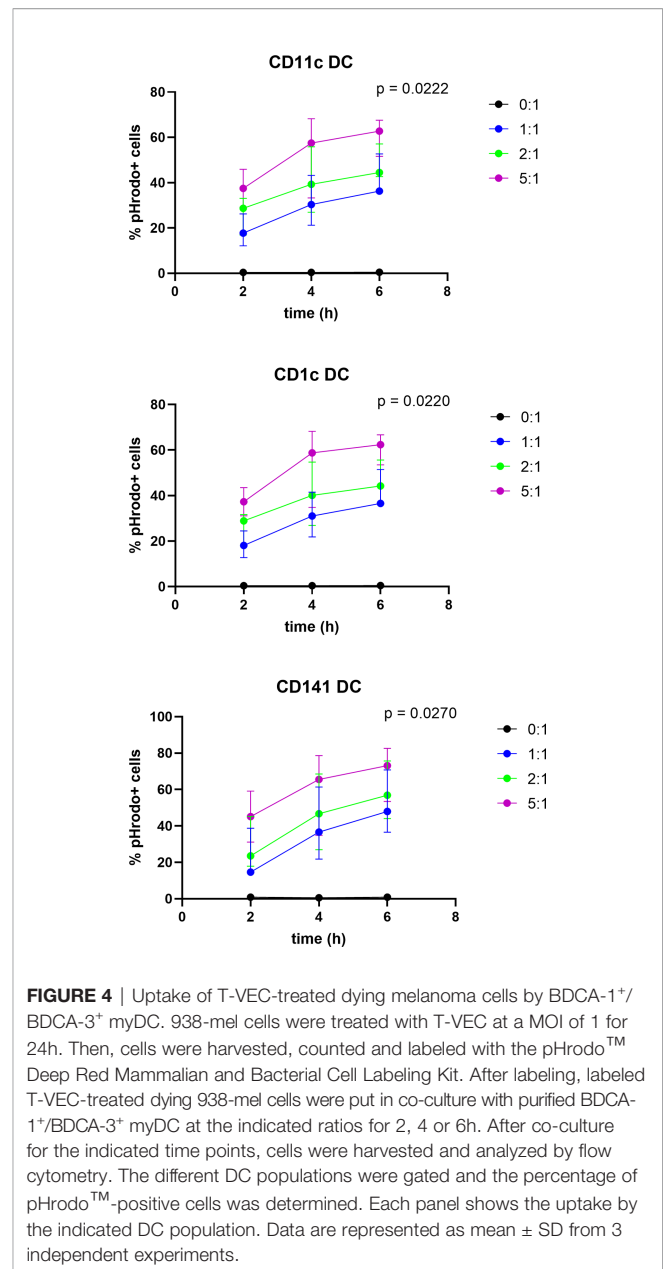 CD11c DC
p = 0.0222
80
60
40
20
0
% pHrodo+ cells
0 2 4 6 8
time (h)
0:1
1:1
2:1
5:1
CD1c DC
p = 0.0220
80
60
40
20
0
% pHrodo+ cells
0 2 4 6 8
time (h)
0:1
1:1
2:1
5:1
CD141 DC
p = 0.0270
100
80
60
40
20
0
% pHrodo+ cells
0 2 4 6 8
time (h)
0:1
1:1
2:1
5:1
FIGURE 4 | Uptake of T-VEC-treated dying melanoma cells by BDCA-1⁺/
BDCA-3⁺ myDC. 938-mel cells were treated with T-VEC at a MOI of 1 for
24h. Then, cells were harvested, counted and labeled with the pHrodo™
Deep Red Mammalian and Bacterial Cell Labeling Kit. After labeling, labeled
T-VEC-treated dying 938-mel cells were put in co-culture with purified BDCA-
1⁺/BDCA-3⁺ myDC at the indicated ratios for 2, 4 or 6h. After co-culture
for the indicated time points, cells were harvested and analyzed by flow
cytometry. The different DC populations were gated and the percentage of
pHrodo™-positive cells was determined. Each panel shows the uptake by
the indicated DC population. Data are represented as mean ± SD from 3
independent experiments.